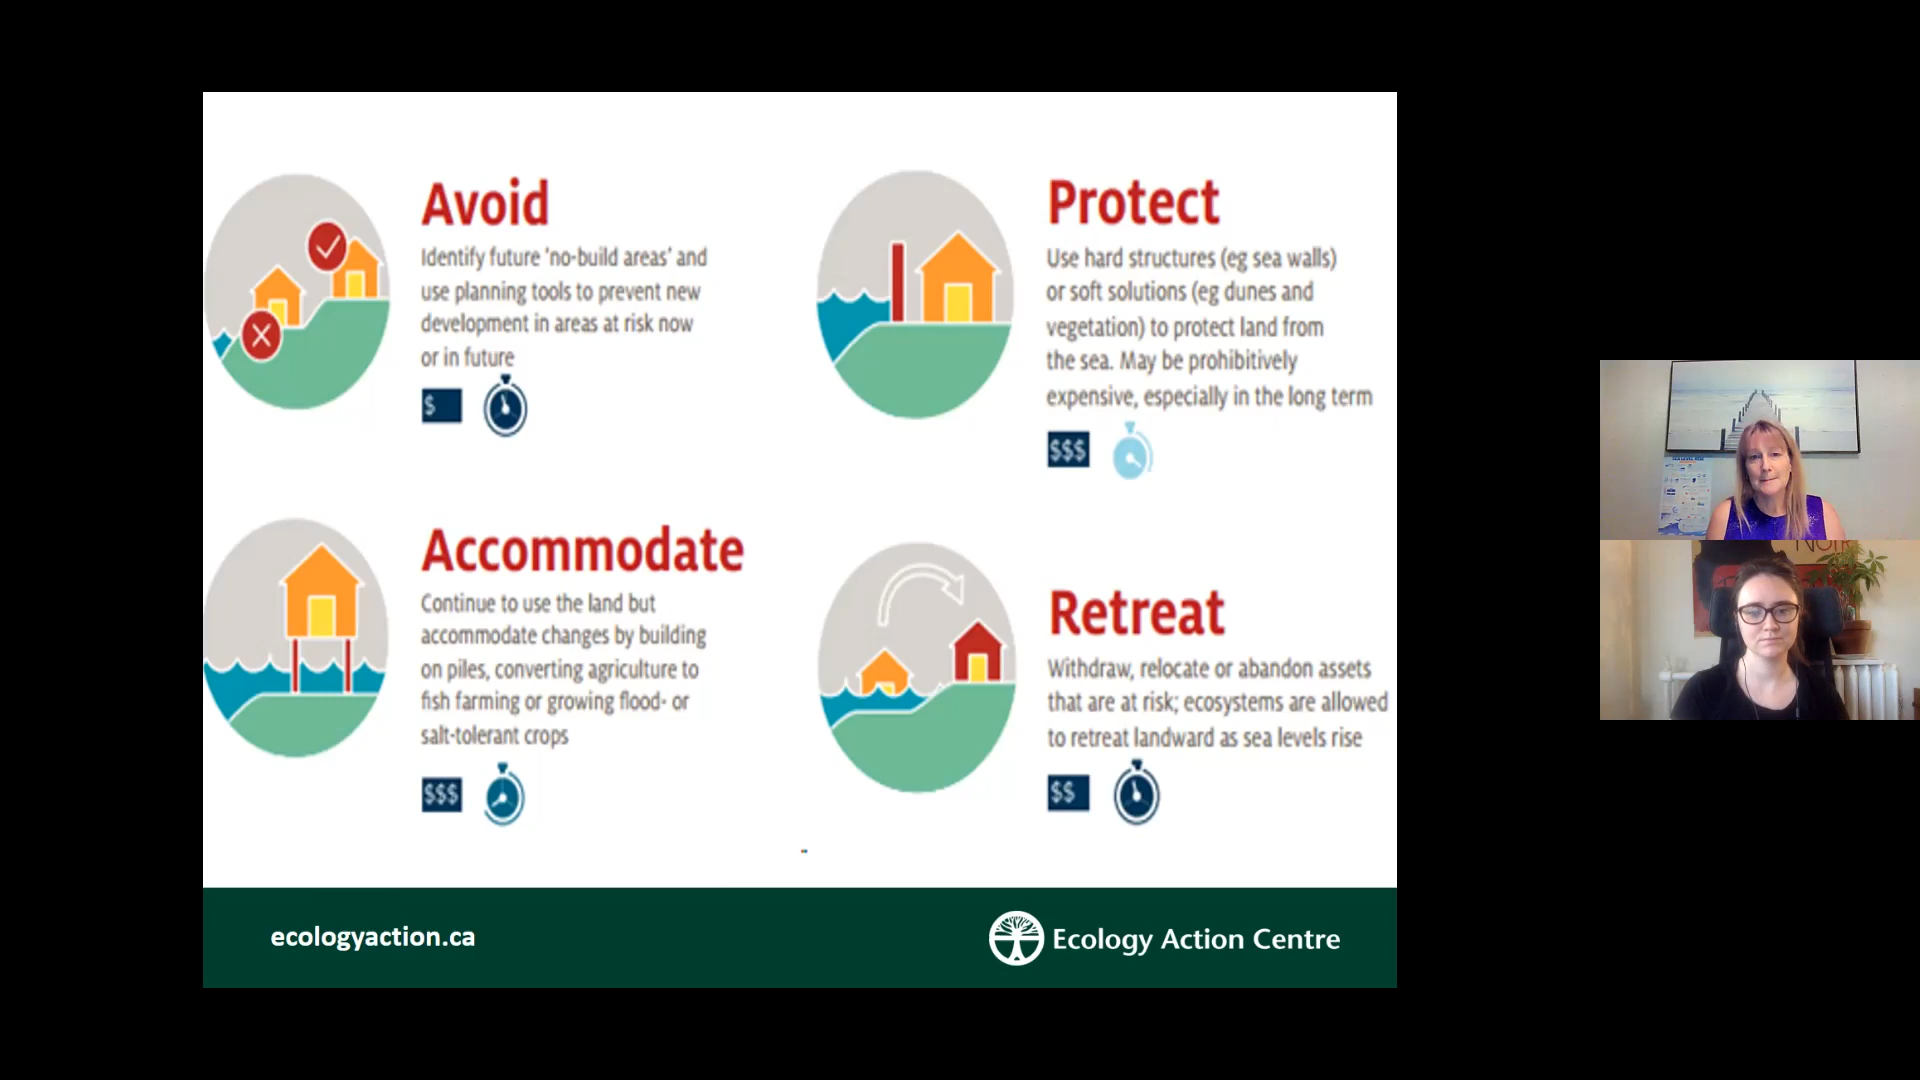 Avoid
Identify future 'no-build areas' and
use planning tools to prevent new
development in areas at risk now
or in future
$
Protect
Use hard structures (eg sea walls)
or soft solutions (eg dunes and
vegetation) to protect land from
the sea. May be prohibitively
expensive, especially in the long term
$$$
Accommodate
Continue to use the land but
accommodate changes by building
on piles, converting agriculture to
fish farming or growing flood- or
salt-tolerant crops
$$$
Retreat
Withdraw, relocate or abandon assets
that are at risk; ecosystems are allowed
to retreat landward as sea levels rise
$$
ecologyaction.ca
Ecology Action Centre
SEA LEVEL RISE